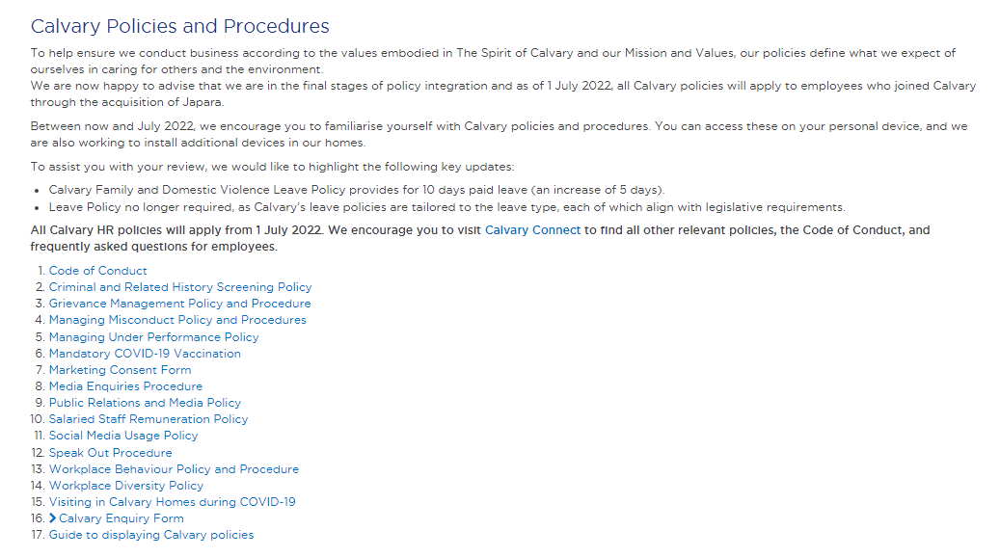 Calvary Policies and Procedures
To help ensure we conduct business according to the values embodied in The Spirit of Calvary and our Mission and Values, our policies define what we expect of
ourselves in caring for others and the environment.
We are now happy to advise that we are in the final stages of policy integration and as of 1 July 2022, all Calvary policies will apply to employees who joined Calvary
through the acquisition of Japara.
Between now and July 2022, we encourage you to familiarise yourself with Calvary policies and procedures. You can access these on your personal device, and we
are also working to install additional devices in our homes.
To assist you with your review, we would like to highlight the following key updates:
• Calvary Family and Domestic Violence Leave Policy provides for 10 days paid leave (an increase of 5 days).
• Leave Policy no longer required, as Calvary's leave policies are tailored to the leave type, each of which align with legislative requirements.
All Calvary HR policies will apply from 1 July 2022. We encourage you to visit Calvary Connect to find all other relevant policies, the Code of Conduct, and
frequently asked questions for employees.
1. Code of Conduct
2. Criminal and Related History Screening Policy
3. Grievance Management Policy and Procedure
4. Managing Misconduct Policy and Procedures
5. Managing Under Performance Policy
6. Mandatory COVID-19 Vaccination
7. Marketing Consent Form
8. Media Enquiries Procedure
9. Public Relations and Media Policy
10. Salaried Staff Remuneration Policy
11. Social Media Usage Policy
12. Speak Out Procedure
13. Workplace Behaviour Policy and Procedure
14. Workplace Diversity Policy
15. Visiting in Calvary Homes during COVID-19
16. Calvary Enquiry Form
17. Guide to displaying Calvary policies